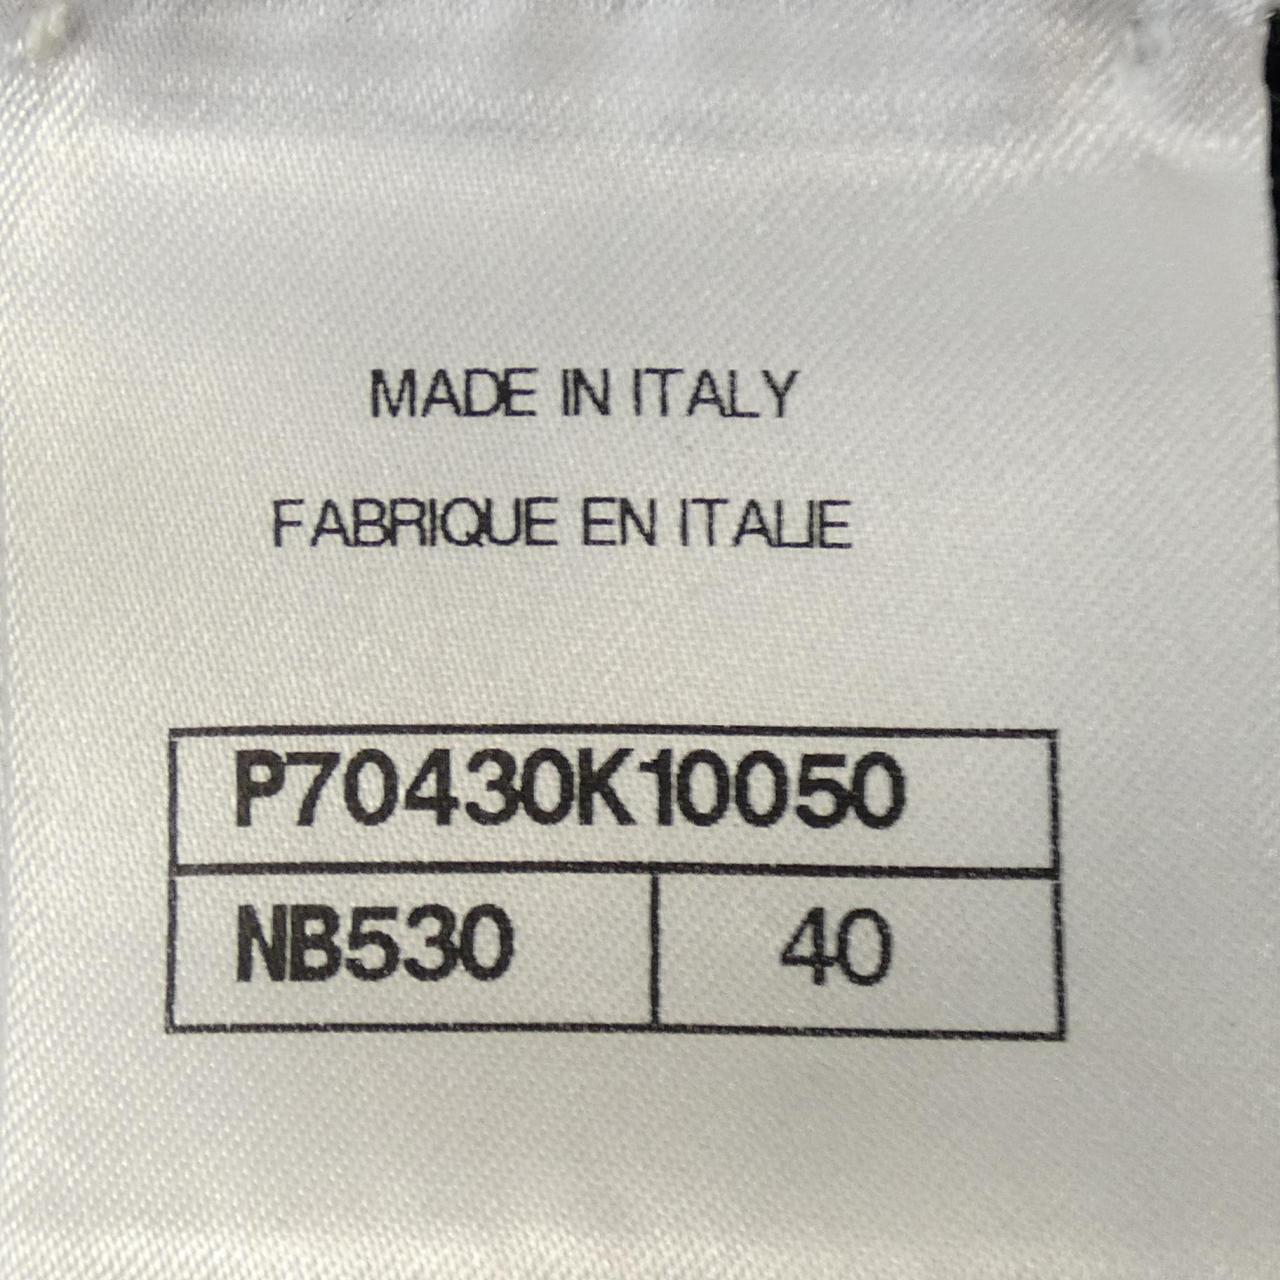 MADE IN ITALY
FABRIQUE EN ITALIE
P70430K10050
NB530 40